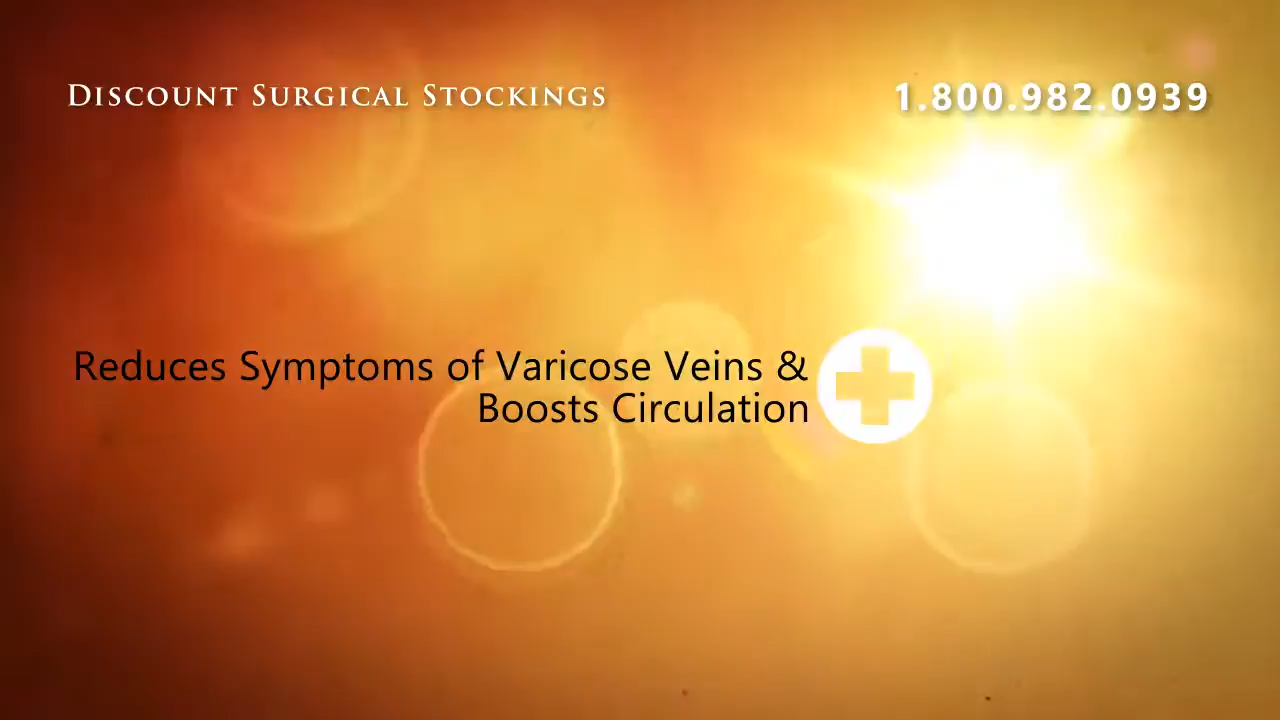 Discount Surgical Stockings
1.800.982.0939
Reduces Symptoms of Varicose Veins &
Boosts Circulation